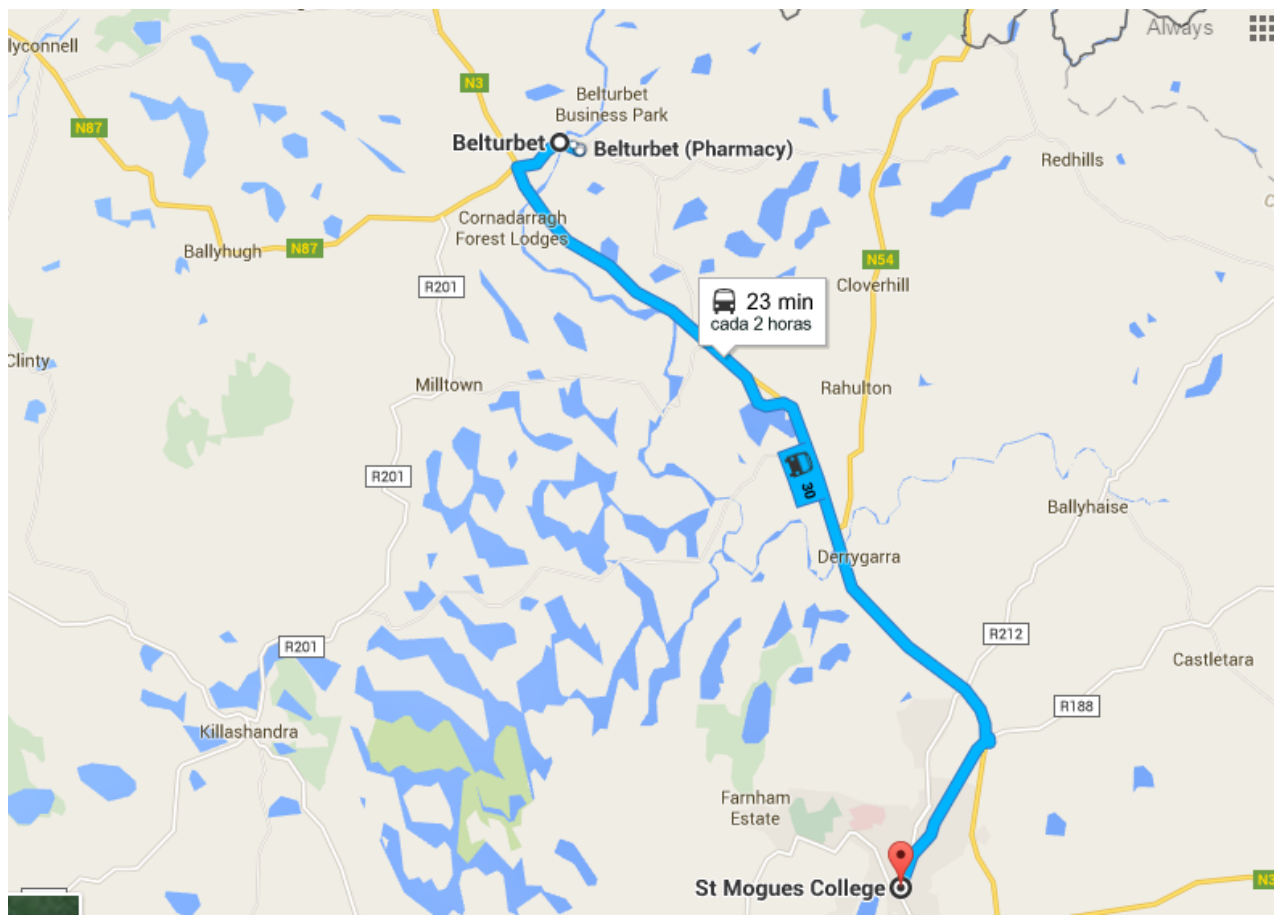 lyconnell
Always
N3
Belturbet
Business Park
N87
Belturbet
Belturbet (Pharmacy)
Redhills
Cornadarragh
Forest Lodges
Ballyhugh
N87
N54
R201
Cloverhill
23 min
cada 2 horas
Clinty
Milltown
Rahulton
R201
30
Ballyhaise
Derrygarra
R201
R212
Castletara
R188
Killashandra
Farnham
Estate
St Mogues College
N3